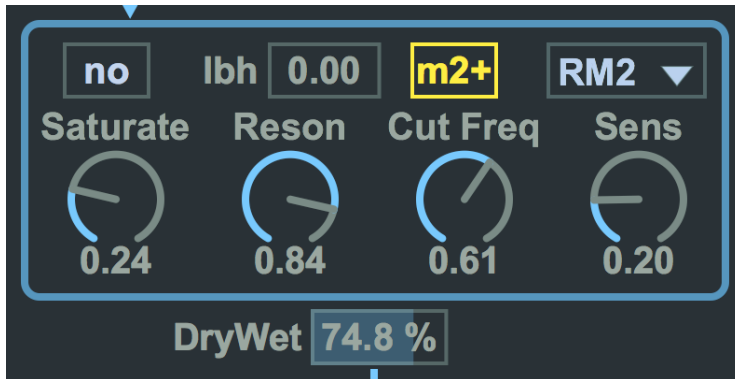 no lbh 0.00 m2+ RM2
Saturate Reson Cut Freq Sens
0.24 0.84 0.61 0.20
DryWet 74.8 %